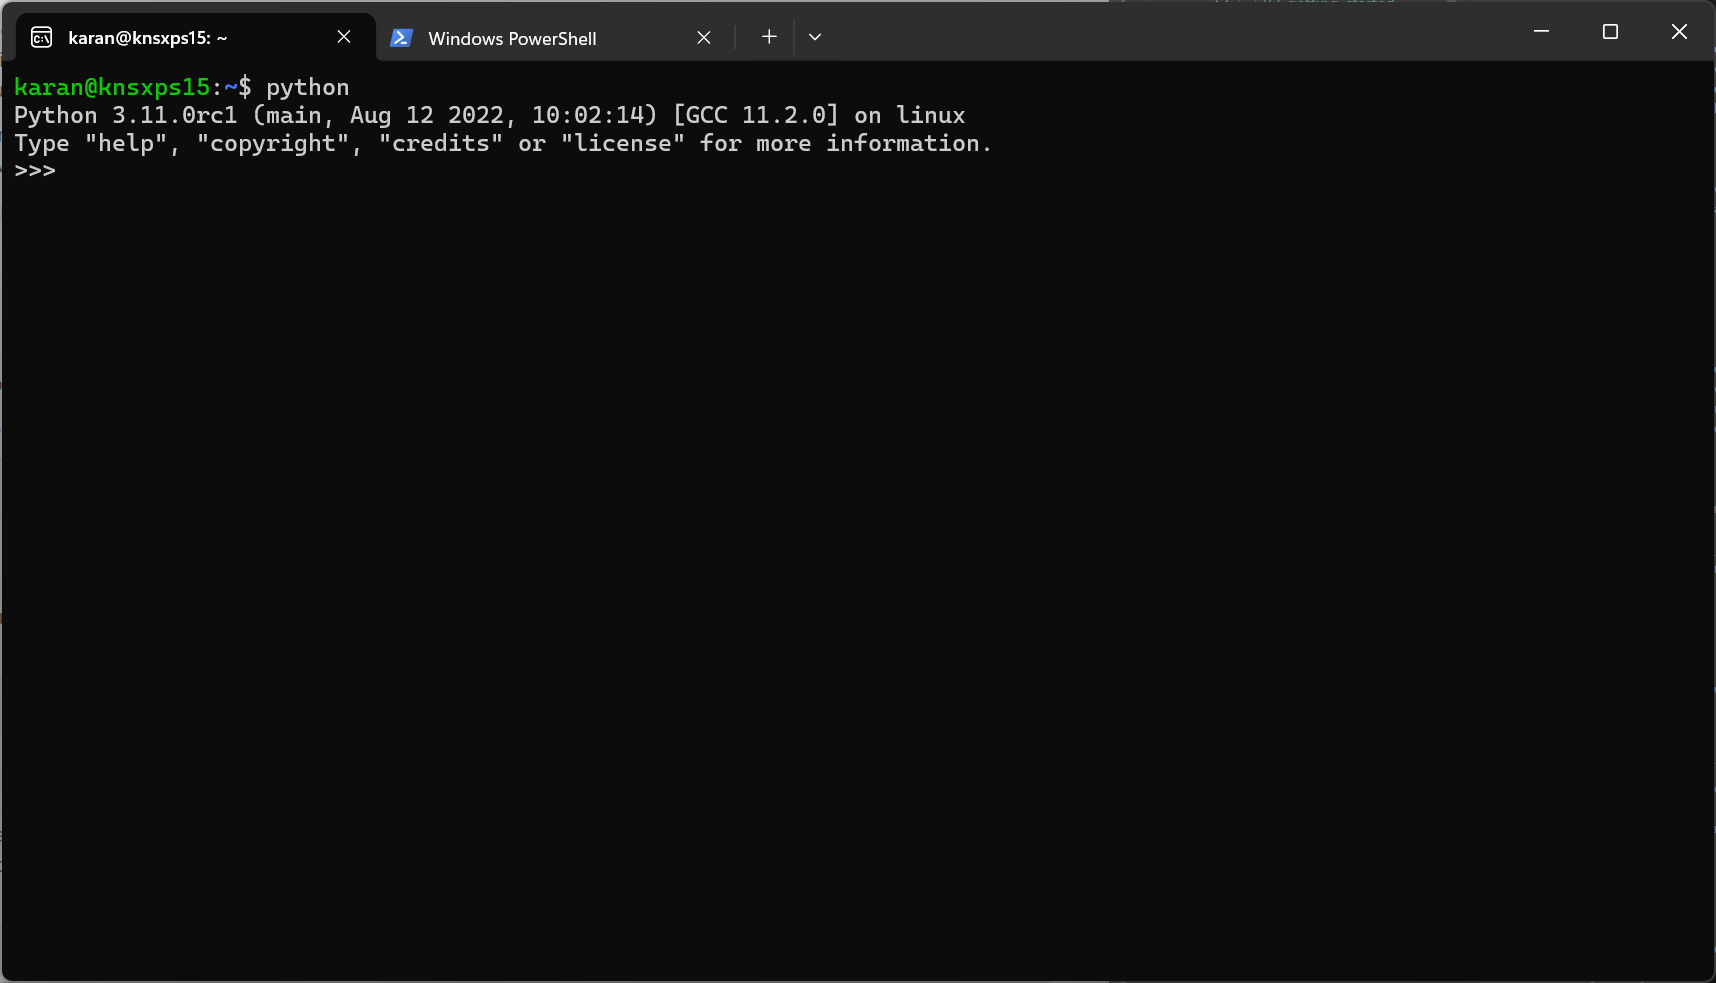 karan@knsxps15: ~
Windows PowerShell
karan@knsxps15:~$ python
Python 3.11.0rc1 (main, Aug 12 2022, 10:02:14) [GCC 11.2.0] on linux
Type "help", "copyright", "credits" or "license" for more information.
>>>